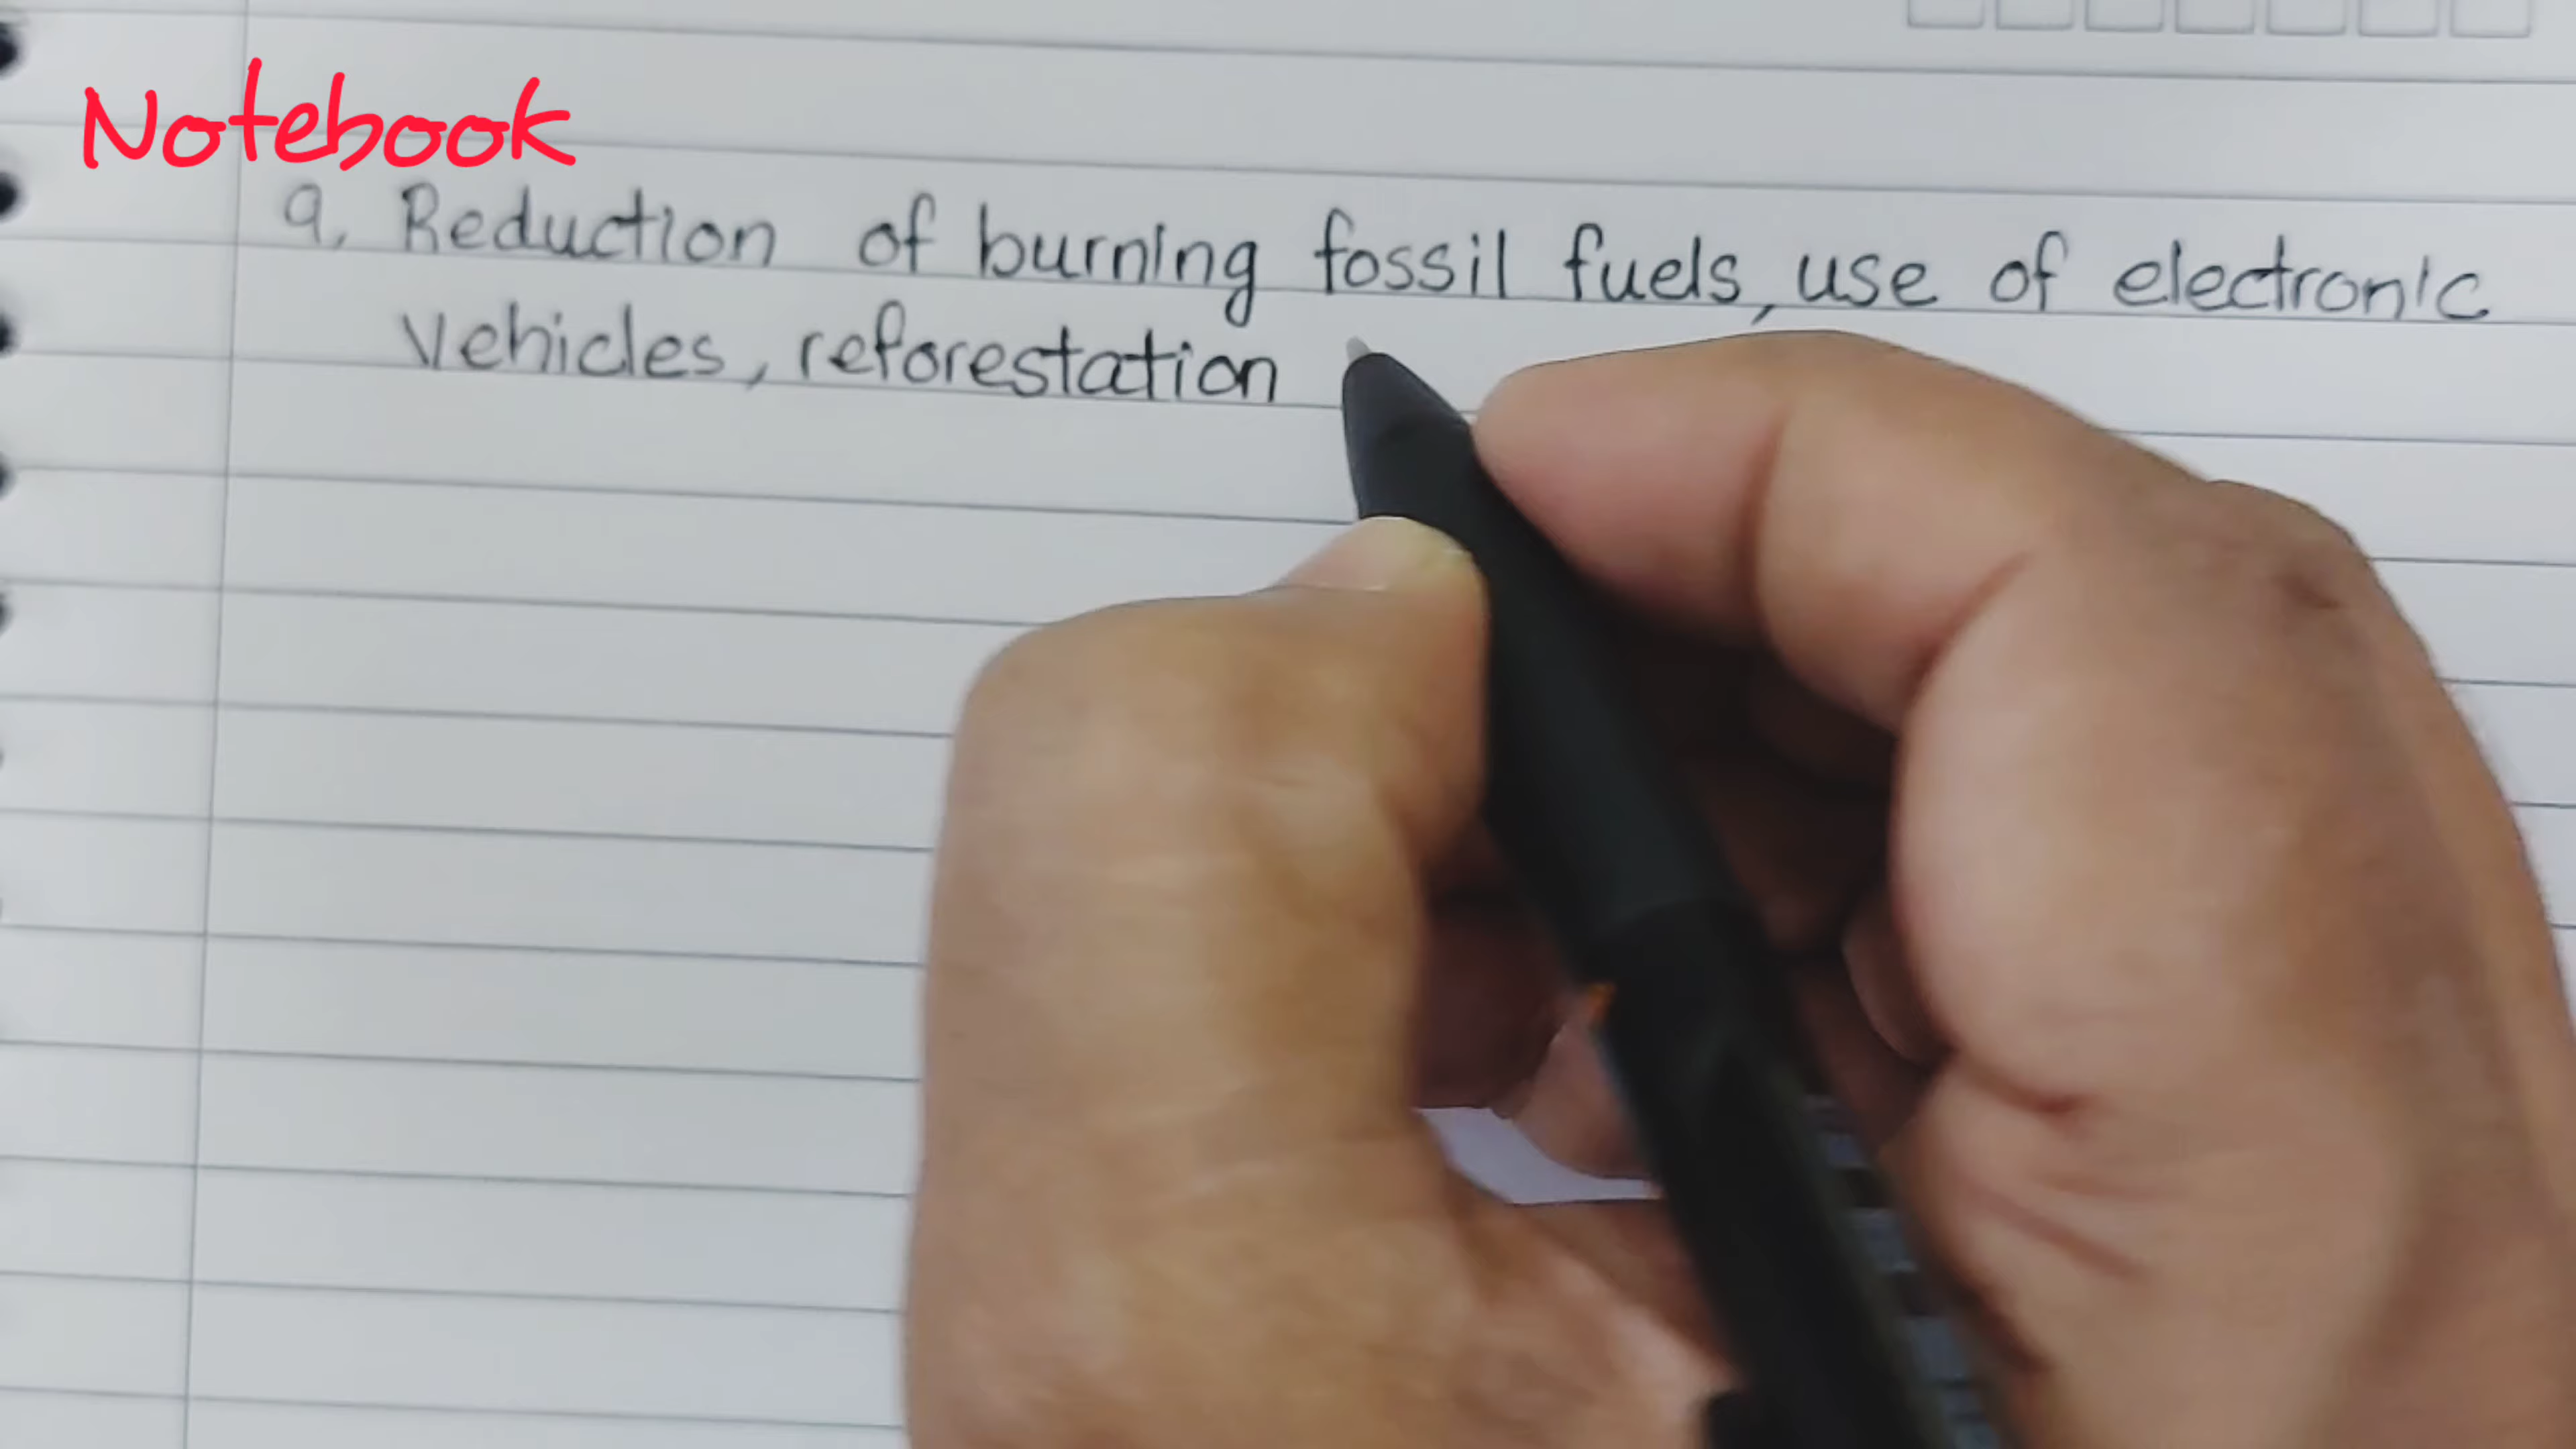 Notebook
9. Reduction of burning fossil fuels, use of electronic
vehicles, reforestation